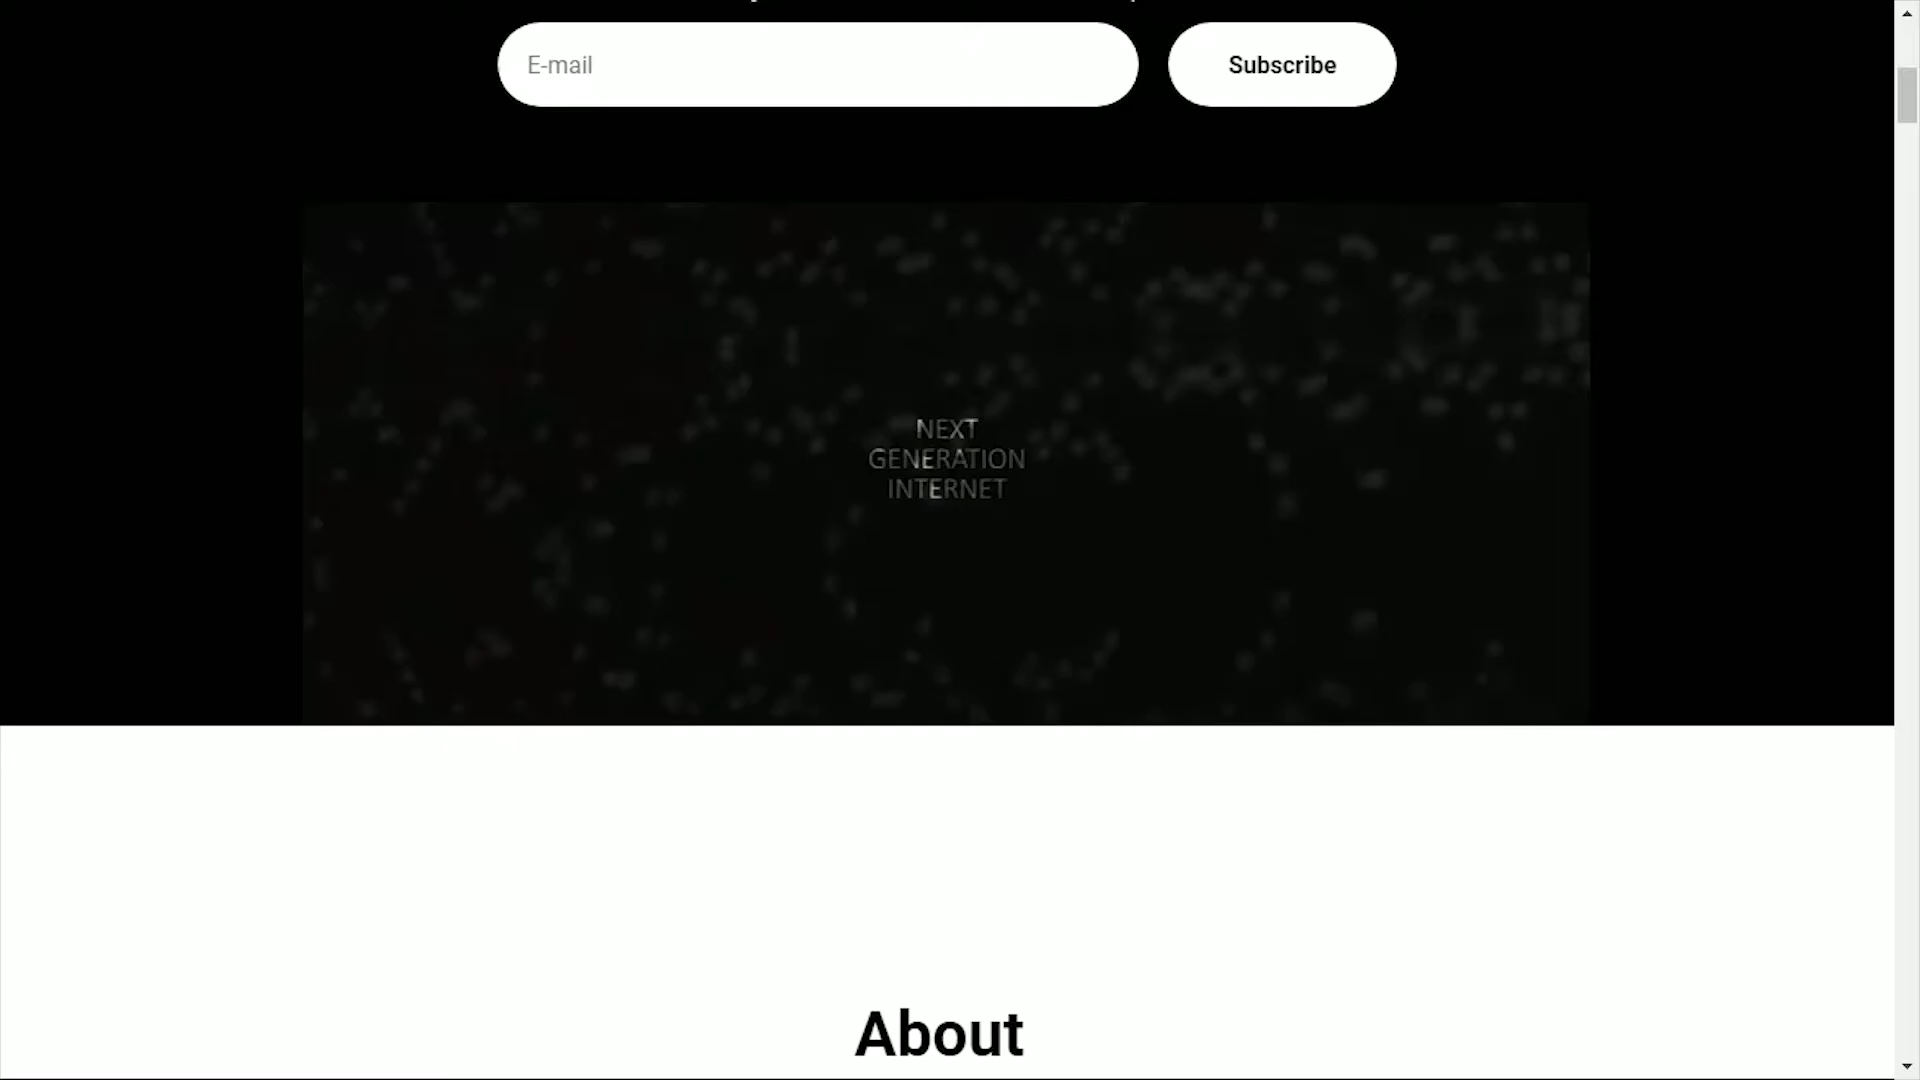 E-mail
Subscribe
NEXT
GENERATION
INTERNET
About